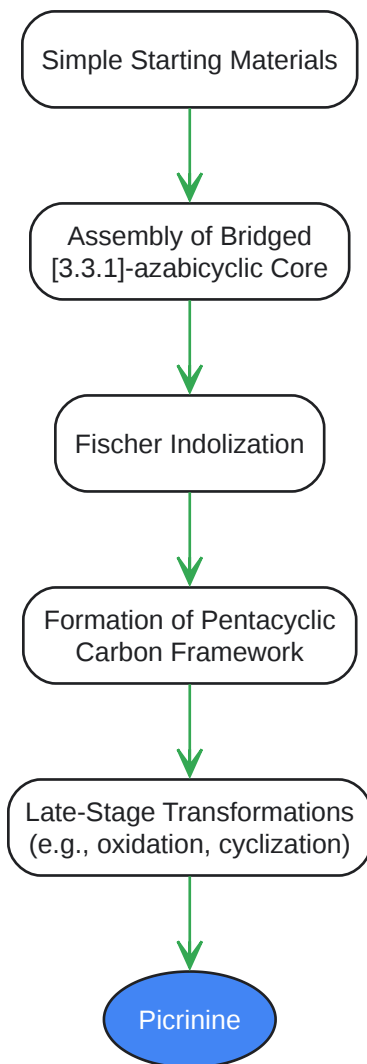 Simple Starting Materials
Assembly of Bridged
[3.3.1]-azabicyclic Core
Fischer Indolization
Formation of Pentacyclic
Carbon Framework
Late-Stage Transformations
(e.g., oxidation, cyclization)
Picrinine